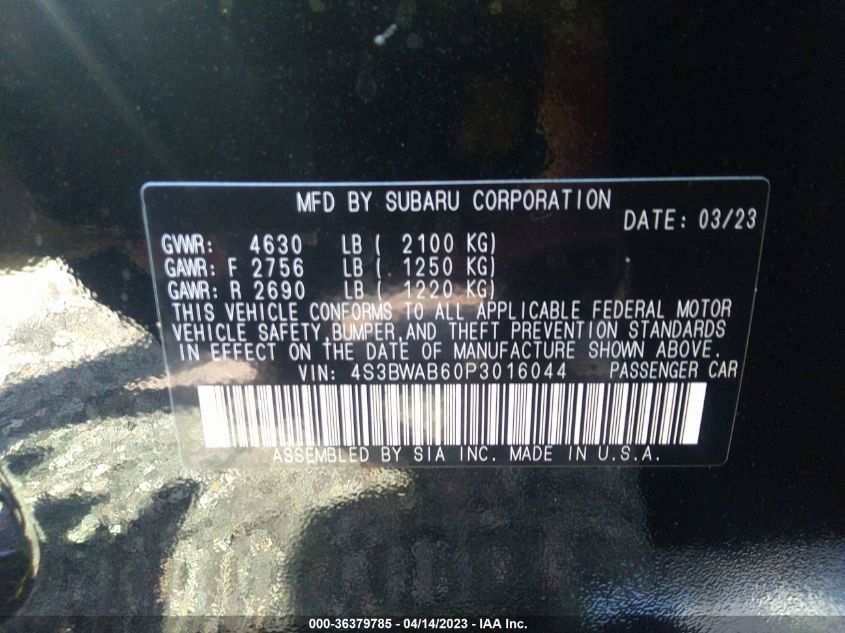 MFD BY SUBARU CORPORATION
DATE: 03/23
GVWR: 4630 LB ( 2100 KG)
GAWR: F 2756 LB ( 1250 KG)
GAWR: R 2690 LB ( 1220 KG)
THIS VEHICLE CONFORMS TO ALL APPLICABLE FEDERAL MOTOR
VEHICLE SAFETY,BUMPER,AND THEFT PREVENTION STANDARDS
IN EFFECT ON THE DATE OF MANUFACTURE SHOWN ABOVE.
VIN: 4S3BWAB60P3016044 PASSENGER CAR
ASSEMBLED BY SIA INC. MADE IN U.S.A.
000-36379785 - 04/14/2023 - IAA Inc.